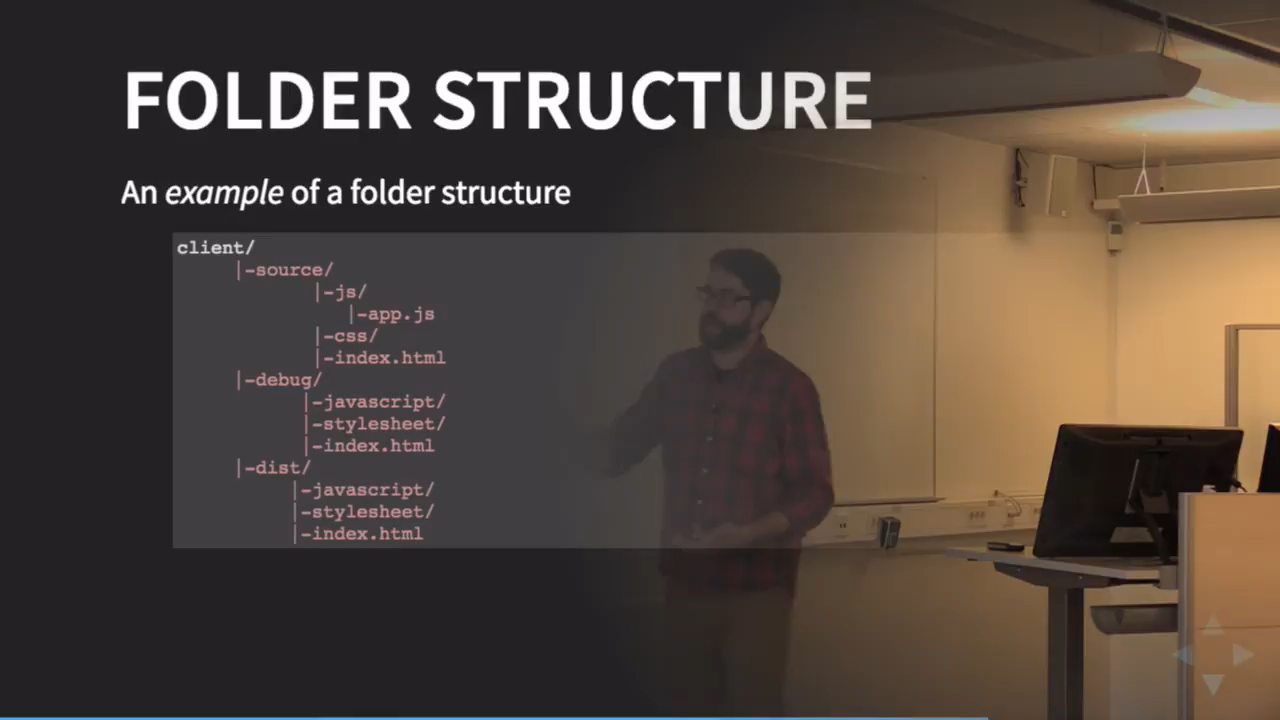 FOLDER STRUCTURE
An example of a folder structure
client/
|-source/
|-js/
|-app.js
|-css/
|-index.html
|-debug/
|-javascript/
|-stylesheet/
|-index.html
|-dist/
|-javascript/
|-stylesheet/
|-index.html